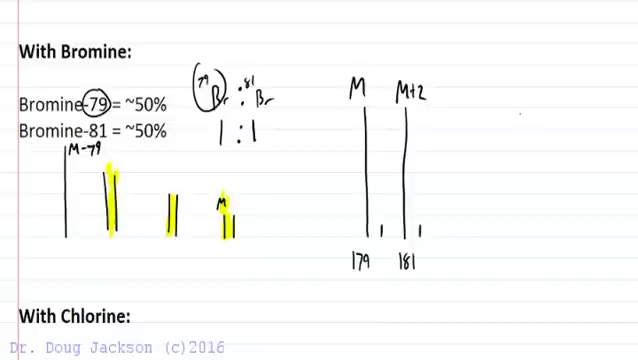 With Bromine:
Bromine-79 = ~50%
Bromine-81 = ~50%
79Br : 81Br
1 : 1
M-79
M
M M+2
179 181
With Chlorine:
Dr. Doug Jackson (c)2016